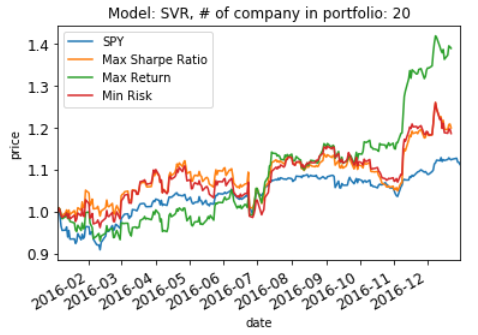 Model: SVR, # of company in portfolio: 20
SPY
Max Sharpe Ratio
Max Return
Min Risk
price
1.4
1.3
1.2
1.1
1.0
0.9
2016-02
2016-03
2016-04
2016-05
2016-06
2016-07
2016-08
2016-09
2016-10
2016-11
2016-12
date